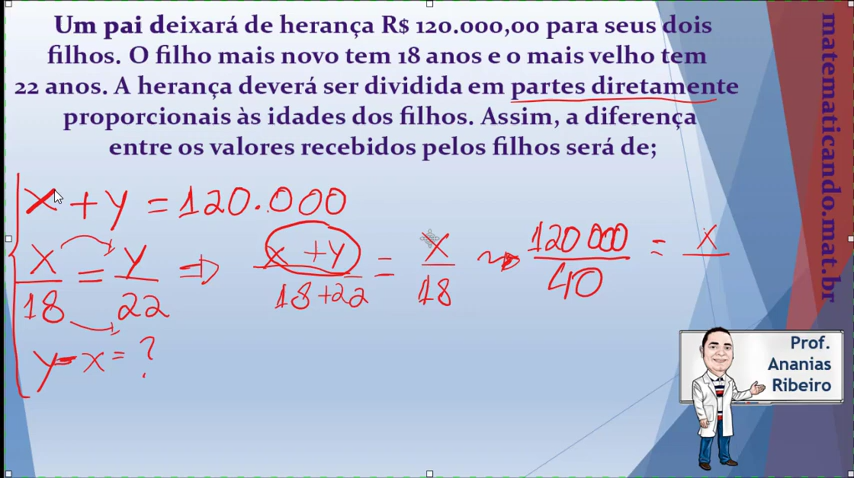 Um pai deixará de herança R$ 120.000,00 para seus dois
filhos. O filho mais novo tem 18 anos e o mais velho tem
22 anos. A herança deverá ser dividida em partes diretamente
proporcionais às idades dos filhos. Assim, a diferença
entre os valores recebidos pelos filhos será de;
x + y = 120.000
x/18 = y/22 ⇒ x + y/18+22 = x/18 ⇝ 120 000/40 = x/
y - x = ?
Prof.
Ananias
Ribeiro
matematicando.mat.br